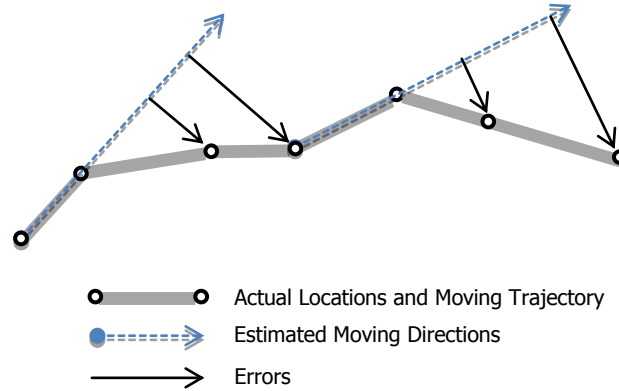 Actual Locations and Moving Trajectory
Estimated Moving Directions
Errors